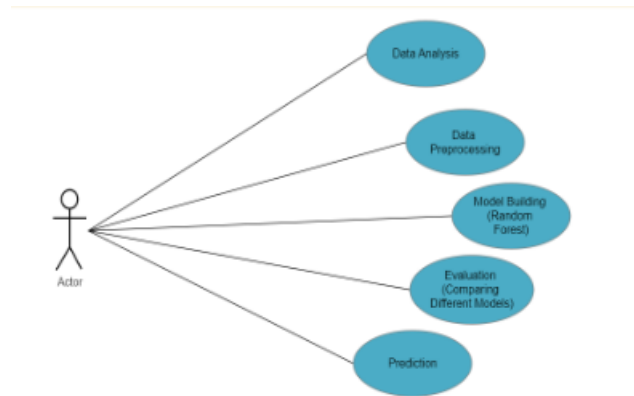 Data Analysis
Data
Preprocessing
Model Building
(Random
Forest)
Evaluation
(Comparing
Different Models)
Prediction
Actor